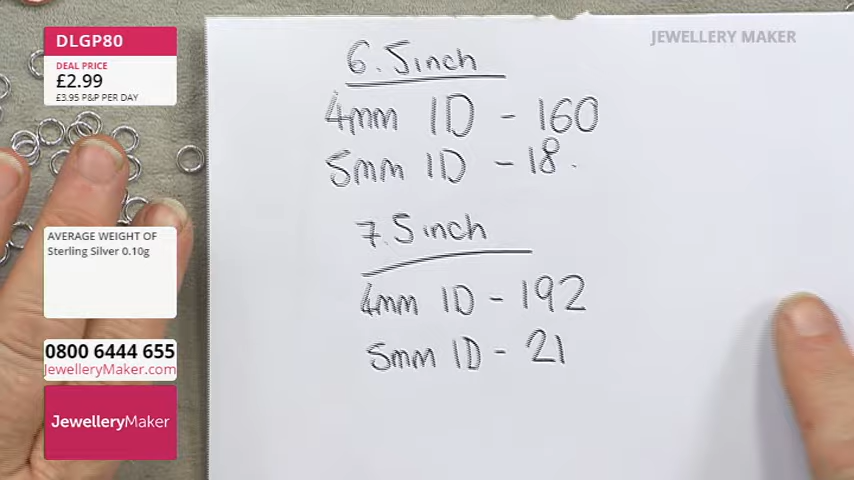 DLGP80
DEAL PRICE
£2.99
£3.95 P&P PER DAY
AVERAGE WEIGHT OF
Sterling Silver 0.10g
0800 6444 655
JewelleryMaker.com
JewelleryMaker
JEWELLERY MAKER
6.5inch
4mm ID - 160
5mm ID - 18.
7.5inch
4mm ID - 192
5mm ID - 21